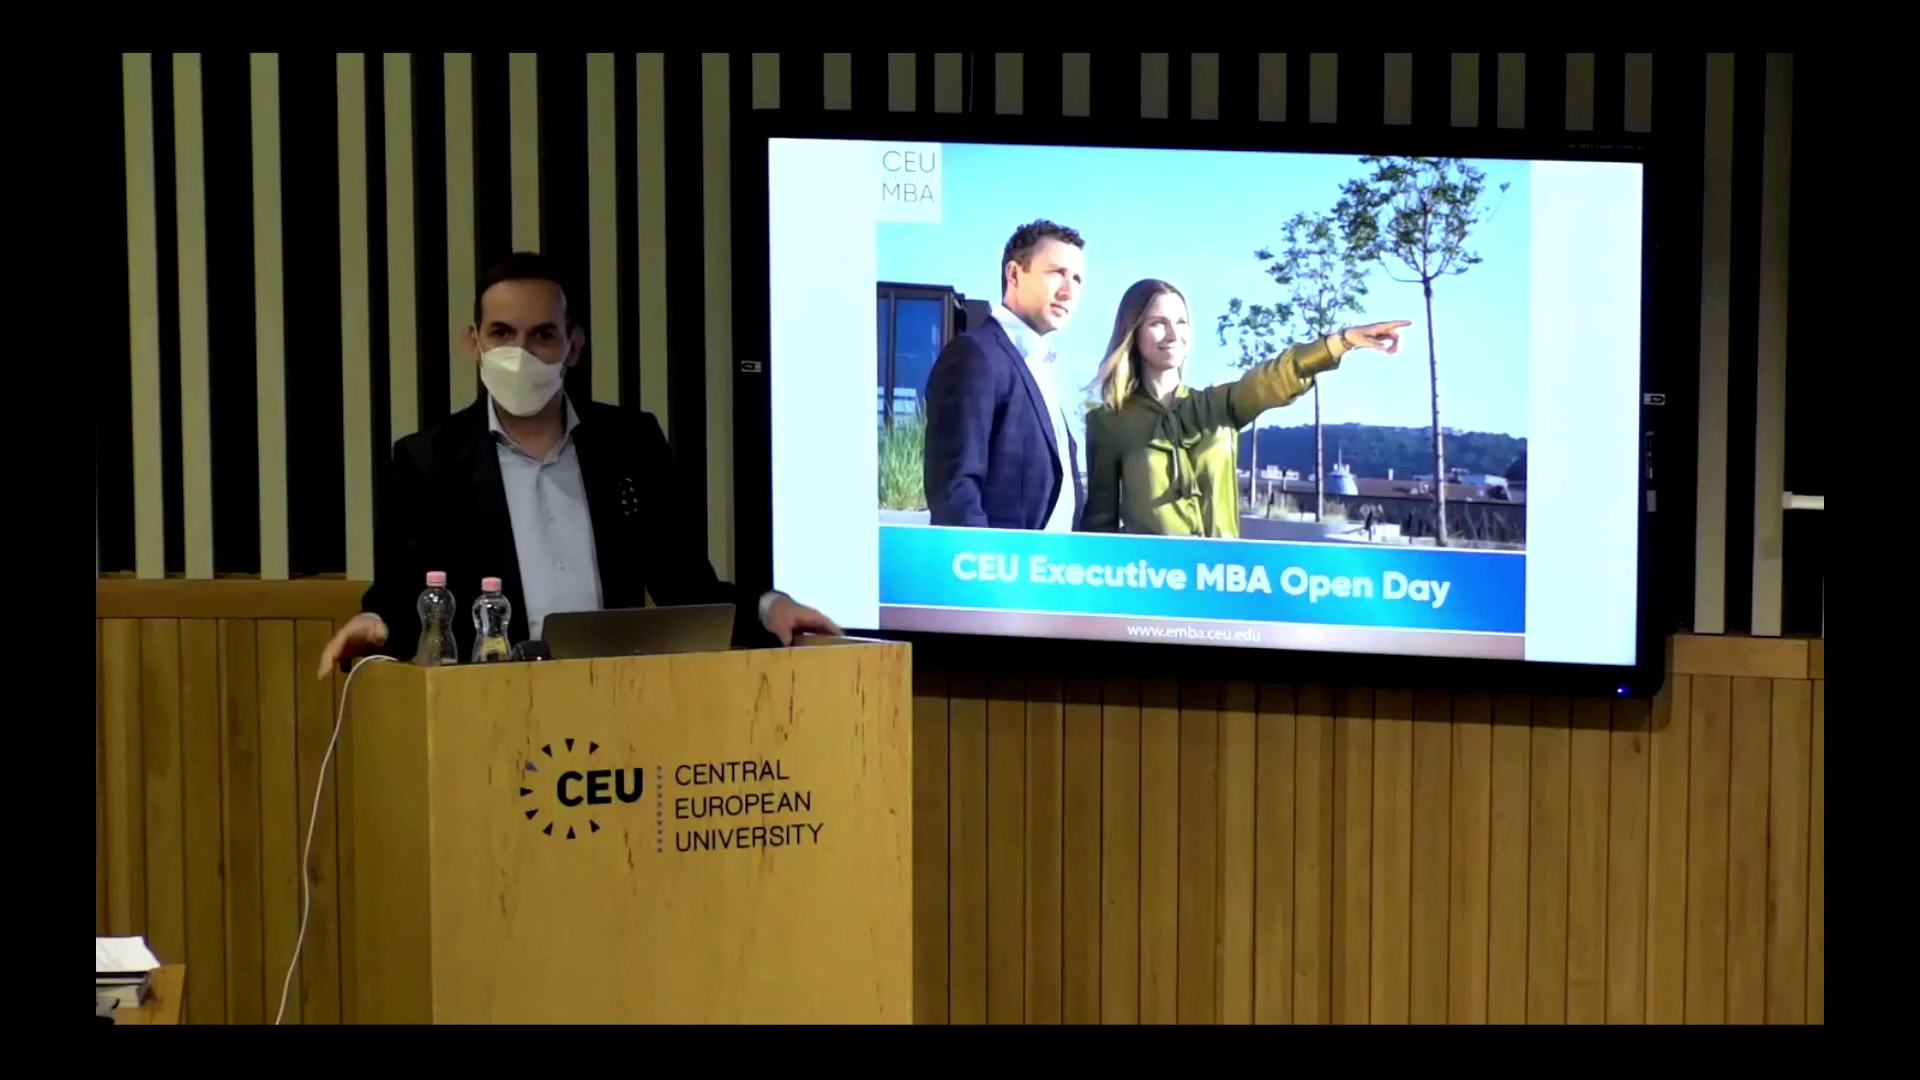 CEU
MBA
CEU Executive MBA Open Day
www.emba.ceu.edu
CEU
CENTRAL
EUROPEAN
UNIVERSITY